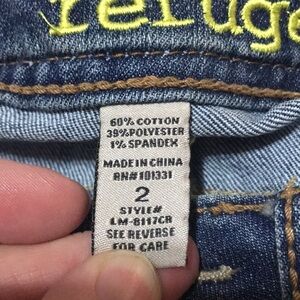 refuge
60% COTTON
39% POLYESTER
1% SPANDEX
MADE IN CHINA
RN# 101331
2
STYLE#
LM-8117CR
SEE REVERSE
FOR CARE